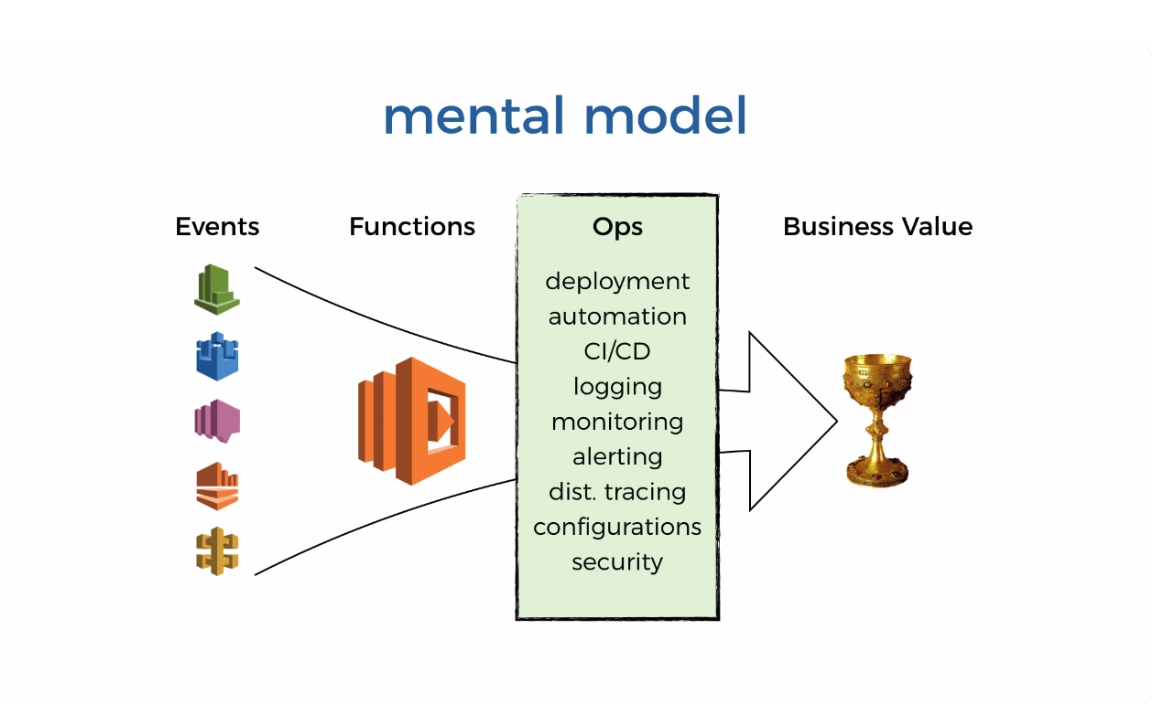 mental model
Events
Functions
Ops
deployment
automation
CI/CD
logging
monitoring
alerting
dist. tracing
configurations
security
Business Value